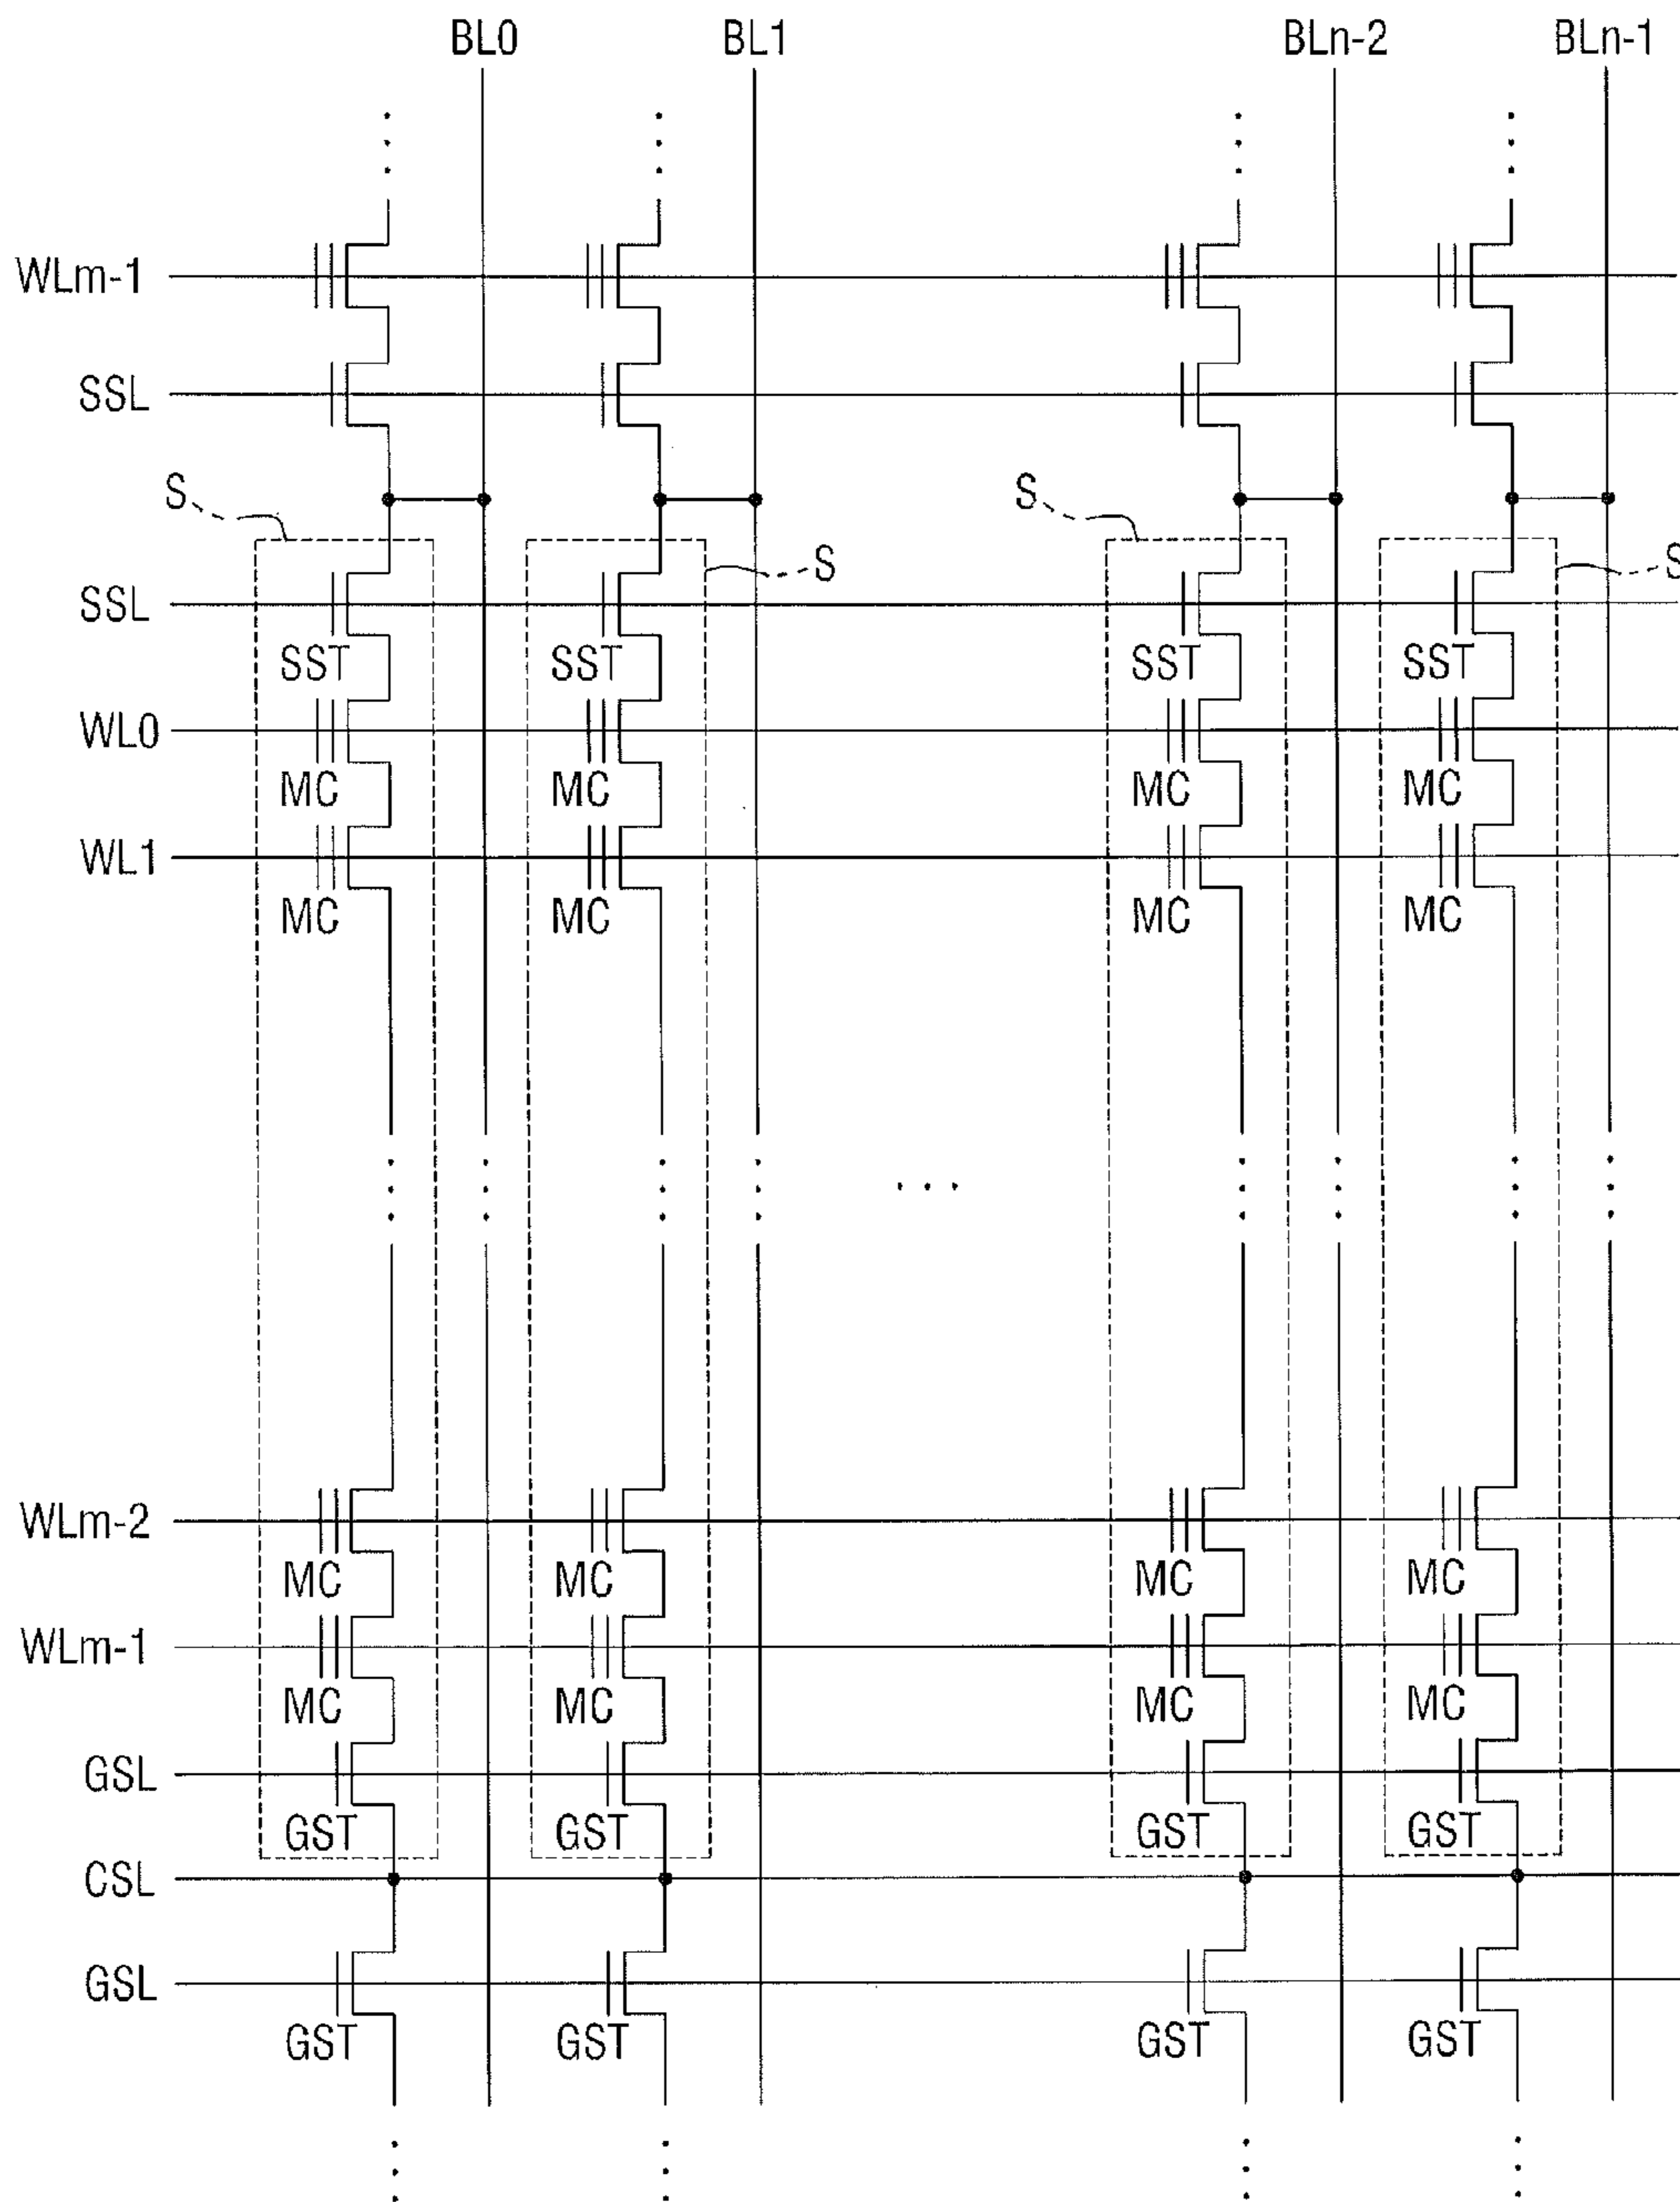 BL0 BL1 BLn-2 BLn-1
WLm-1
SSL
S S
S S
SSL
SST SST SST SST
WL0
MC MC MC MC
WL1
MC MC MC MC
WLm-2
MC MC MC MC
WLm-1
MC MC MC MC
GSL
GST GST GST GST
CSL
GSL
GST GST GST GST